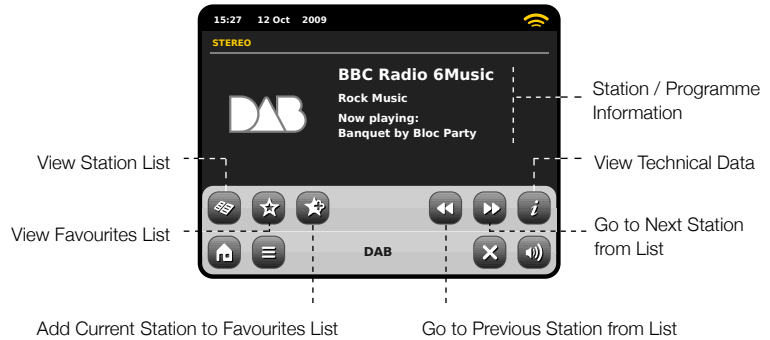 15:27 12 Oct 2009
STEREO
BBC Radio 6Music
Rock Music
Now playing:
Banquet by Bloc Party
DAB
Station / Programme
Information
View Station List
View Technical Data
View Favourites List
Go to Next Station
from List
i
DAB
Add Current Station to Favourites List
Go to Previous Station from List